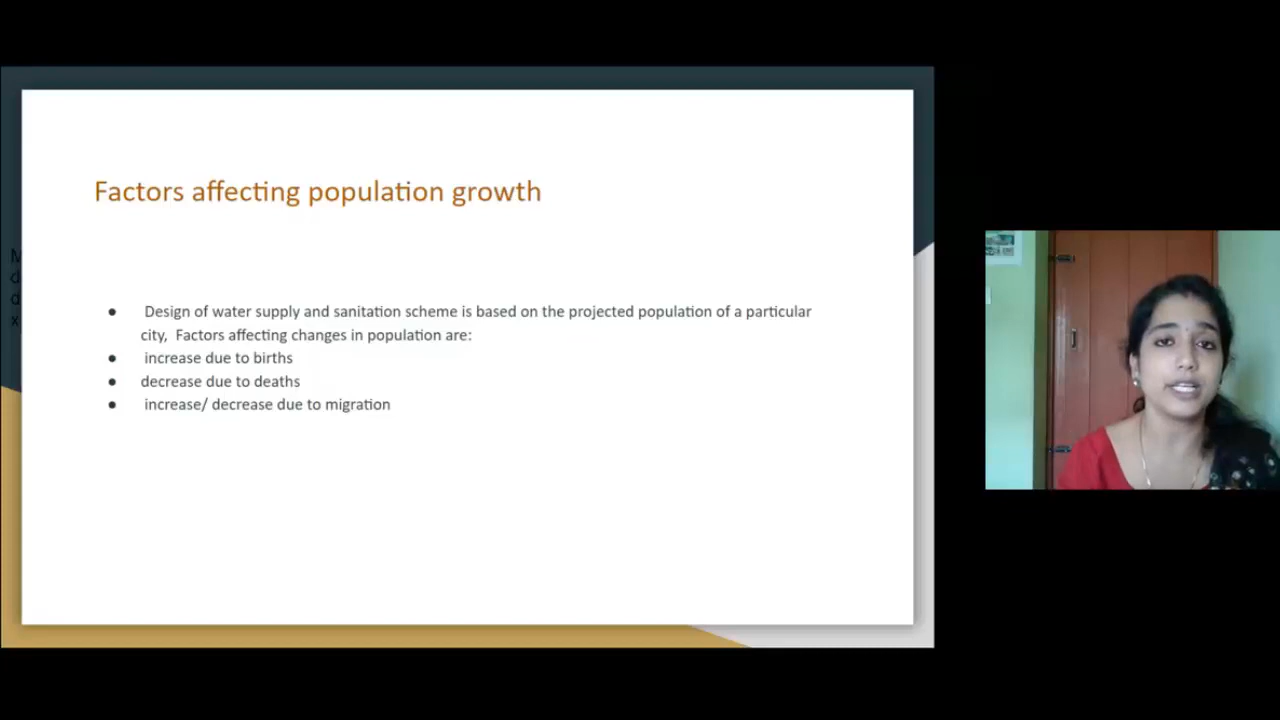 Factors affecting population growth
● Design of water supply and sanitation scheme is based on the projected population of a particular
city, Factors affecting changes in population are:
● increase due to births
● decrease due to deaths
● increase/ decrease due to migration